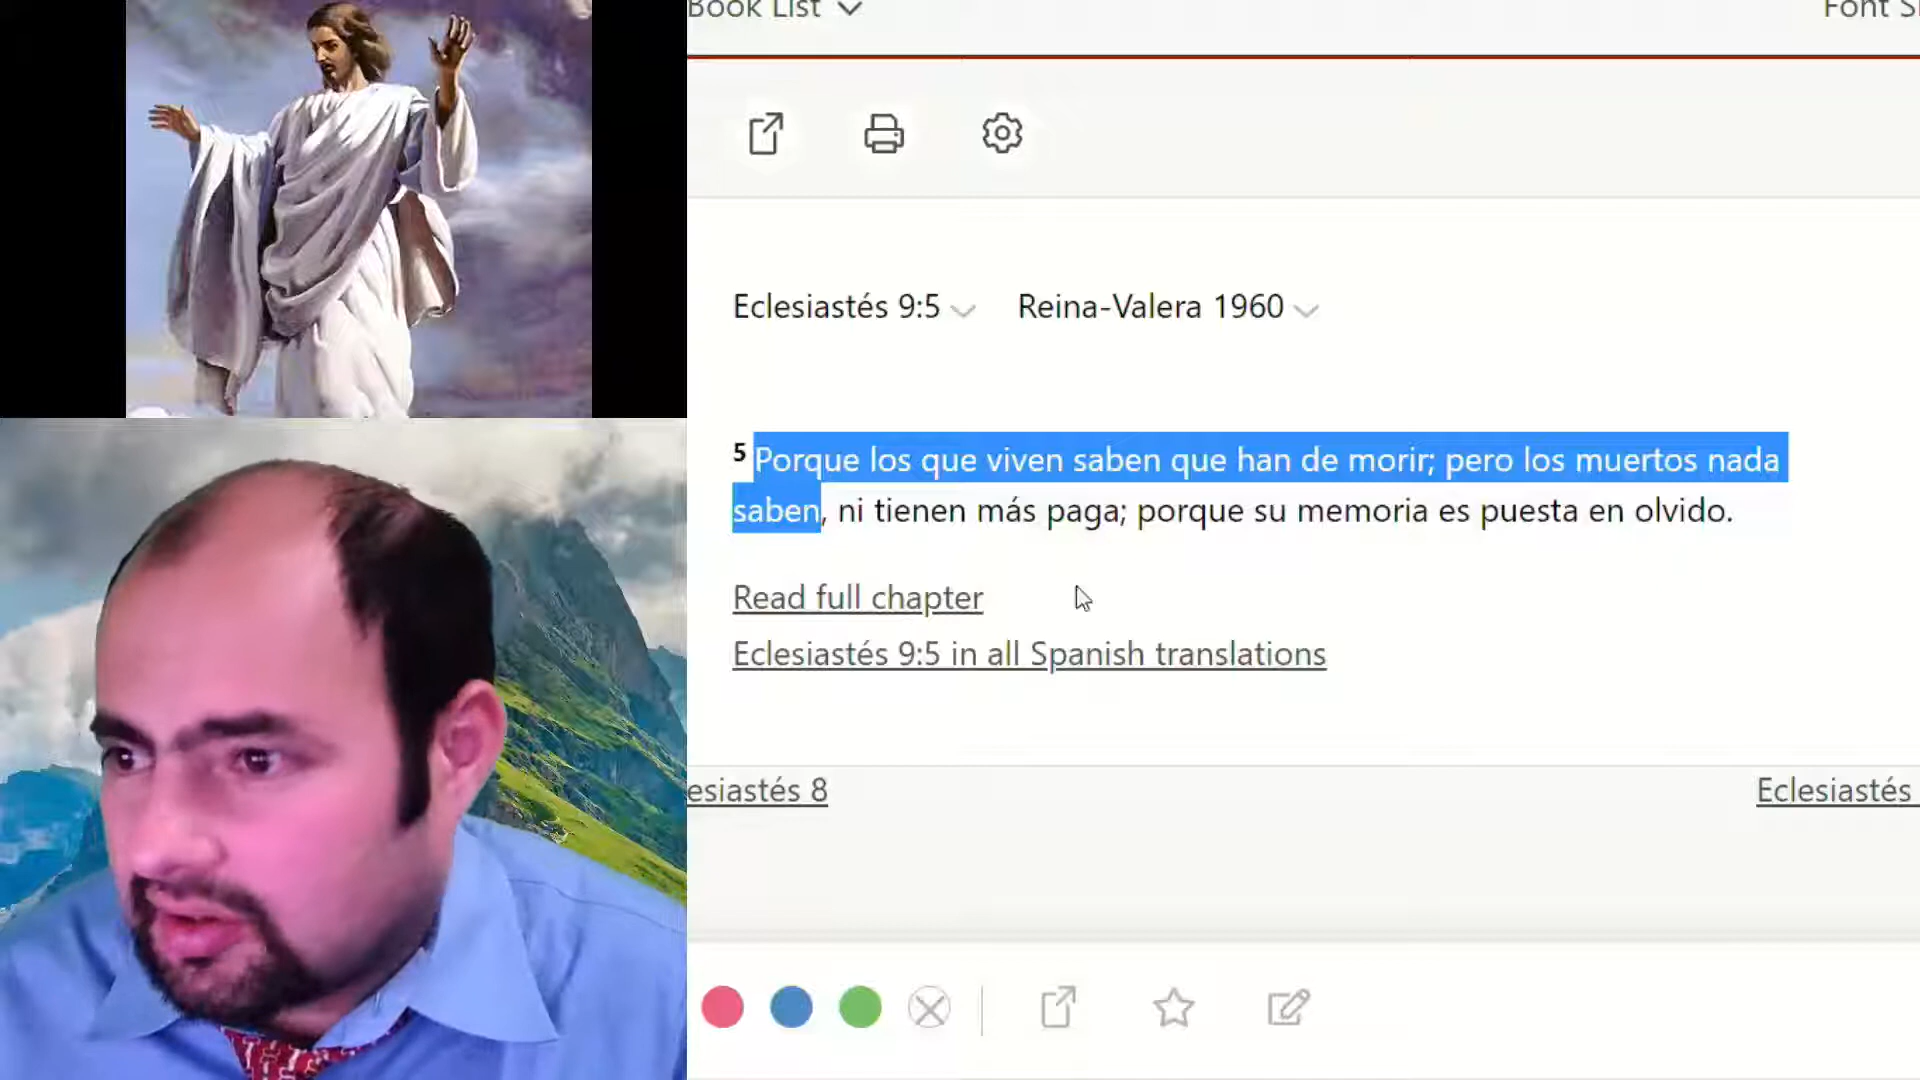 Book List
Font S
Eclesiastés 9:5 Reina-Valera 1960
5 Porque los que viven saben que han de morir; pero los muertos nada
saben, ni tienen más paga; porque su memoria es puesta en olvido.
Read full chapter
Eclesiastés 9:5 in all Spanish translations
esiastés 8
Eclesiastés